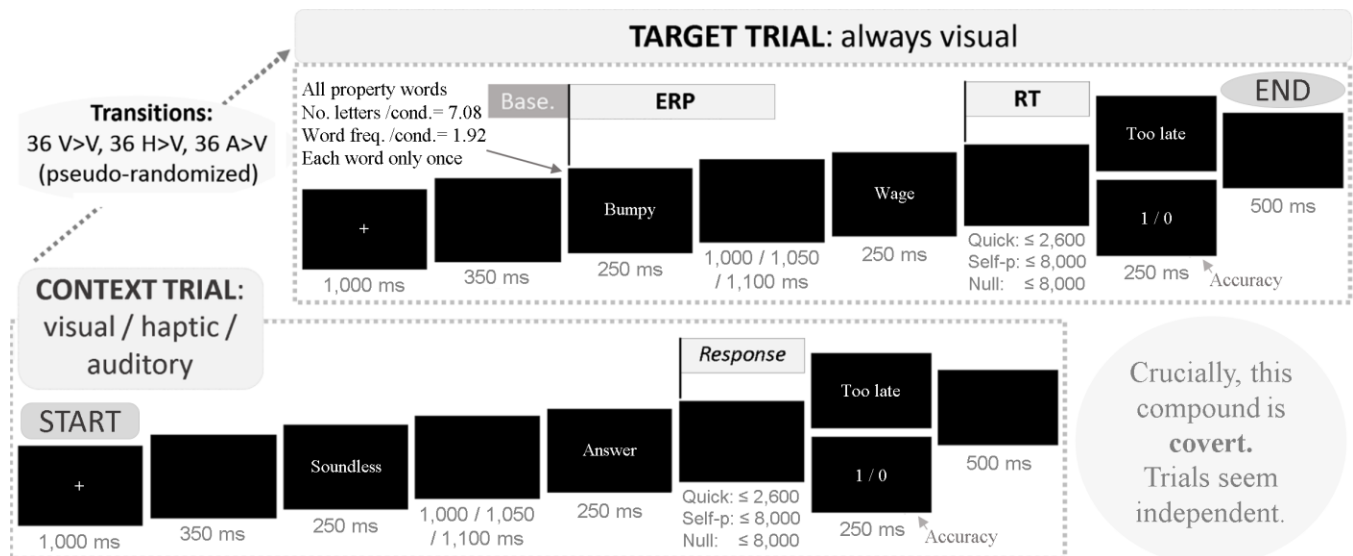 TARGET TRIAL: always visual
Transitions:
36 V>V, 36 H>V, 36 A>V
(pseudo-randomized)
All property words
No. letters /cond.= 7.08
Word freq. /cond.= 1.92
Each word only once
Base.
ERP
RT
END
+
1,000 ms
350 ms
Bumpy
250 ms
1,000 / 1,050
/ 1,100 ms
Wage
250 ms
Quick: ≤ 2,600
Self-p: ≤ 8,000
Null: ≤ 8,000
Too late
1 / 0
250 ms
Accuracy
500 ms
CONTEXT TRIAL:
visual / haptic /
auditory
START
+
1,000 ms
350 ms
Soundless
250 ms
1,000 / 1,050
/ 1,100 ms
Answer
250 ms
Response
Quick: ≤ 2,600
Self-p: ≤ 8,000
Null: ≤ 8,000
Too late
1 / 0
250 ms
Accuracy
500 ms
Crucially, this
compound is
covert.
Trials seem
independent.